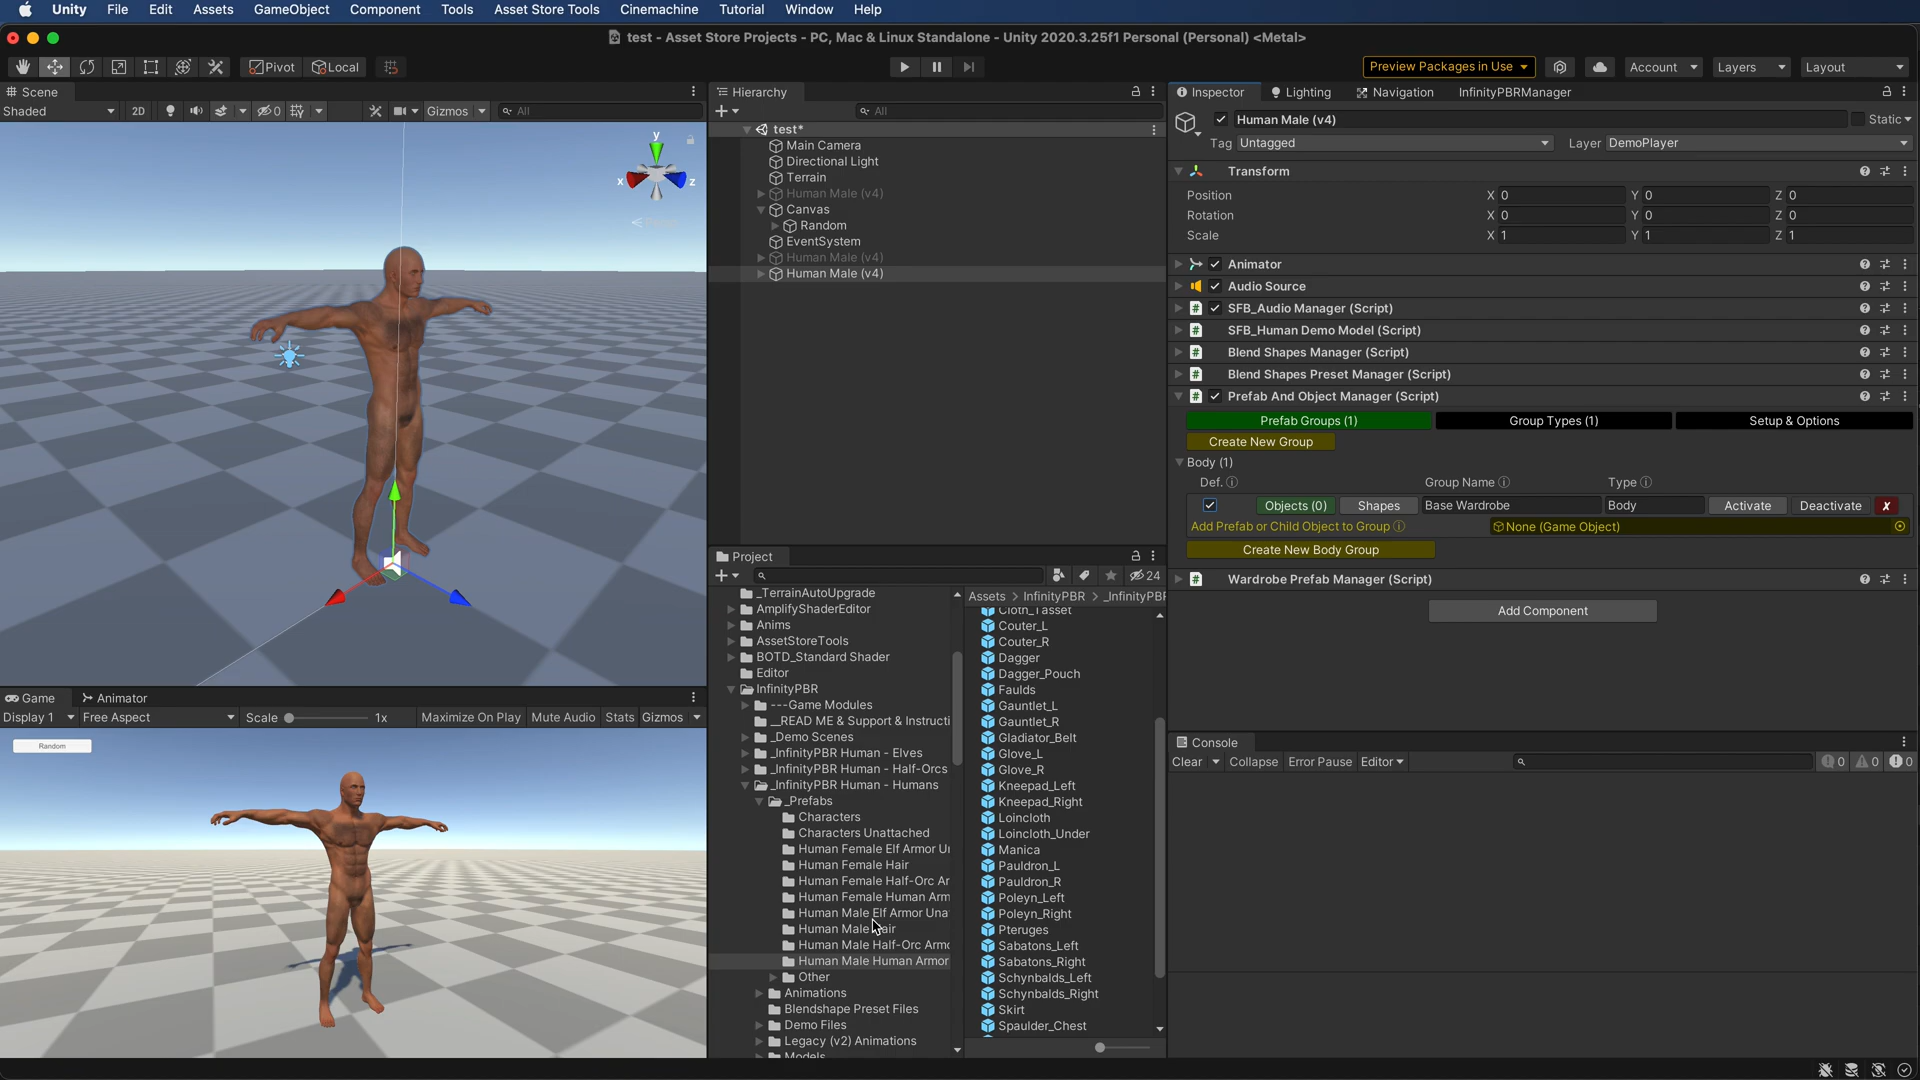 Unity File Edit Assets GameObject Component Tools Asset Store Tools Cinemachine Tutorial Window Help
test - Asset Store Projects - PC, Mac & Linux Standalone - Unity 2020.3.25f1 Personal (Personal) <Metal>
Pivot Local Preview Packages in Use Account Layers Layout
Scene
Shaded 2D 0 Gizmos All
y
x z
Game Animator
Display 1 Free Aspect Scale 1x Maximize On Play Mute Audio Stats Gizmos
Random
Hierarchy
All
test*
Main Camera
Directional Light
Terrain
Human Male (v4)
Canvas
Random
EventSystem
Human Male (v4)
Human Male (v4)
Project
24
_TerrainAutoUpgrade
AmplifyShaderEditor
Anims
AssetStoreTools
BOTD_Standard Shader
Editor
InfinityPBR
---Game Modules
__READ ME & Support & Instructi
_Demo Scenes
_InfinityPBR Human - Elves
_InfinityPBR Human - Half-Orcs
_InfinityPBR Human - Humans
_Prefabs
Characters
Characters Unattached
Human Female Elf Armor Un
Human Female Hair
Human Female Half-Orc Ar
Human Female Human Arm
Human Male Elf Armor Una
Human Male Hair
Human Male Half-Orc Armo
Human Male Human Armor
Other
Animations
Blendshape Preset Files
Demo Files
Legacy (v2) Animations
Models
Assets > InfinityPBR > _InfinityPBR
Cloth_Tasset
Couter_L
Couter_R
Dagger
Dagger_Pouch
Faulds
Gauntlet_L
Gauntlet_R
Gladiator_Belt
Glove_L
Glove_R
Kneepad_Left
Kneepad_Right
Loincloth
Loincloth_Under
Manica
Pauldron_L
Pauldron_R
Poleyn_Left
Poleyn_Right
Pteruges
Sabatons_Left
Sabatons_Right
Schynbalds_Left
Schynbalds_Right
Skirt
Spaulder_Chest
Inspector Lighting Navigation InfinityPBRManager
Human Male (v4) Static
Tag Untagged Layer DemoPlayer
Transform
Position X 0 Y 0 Z 0
Rotation X 0 Y 0 Z 0
Scale X 1 Y 1 Z 1
Animator
Audio Source
SFB_Audio Manager (Script)
SFB_Human Demo Model (Script)
Blend Shapes Manager (Script)
Blend Shapes Preset Manager (Script)
Prefab And Object Manager (Script)
Prefab Groups (1) Group Types (1) Setup & Options
Create New Group
Body (1)
Def. Group Name Type
Objects (0) Shapes Base Wardrobe Body Activate Deactivate X
Add Prefab or Child Object to Group None (Game Object)
Create New Body Group
Wardrobe Prefab Manager (Script)
Add Component
Console
Clear Collapse Error Pause Editor 0 0 0